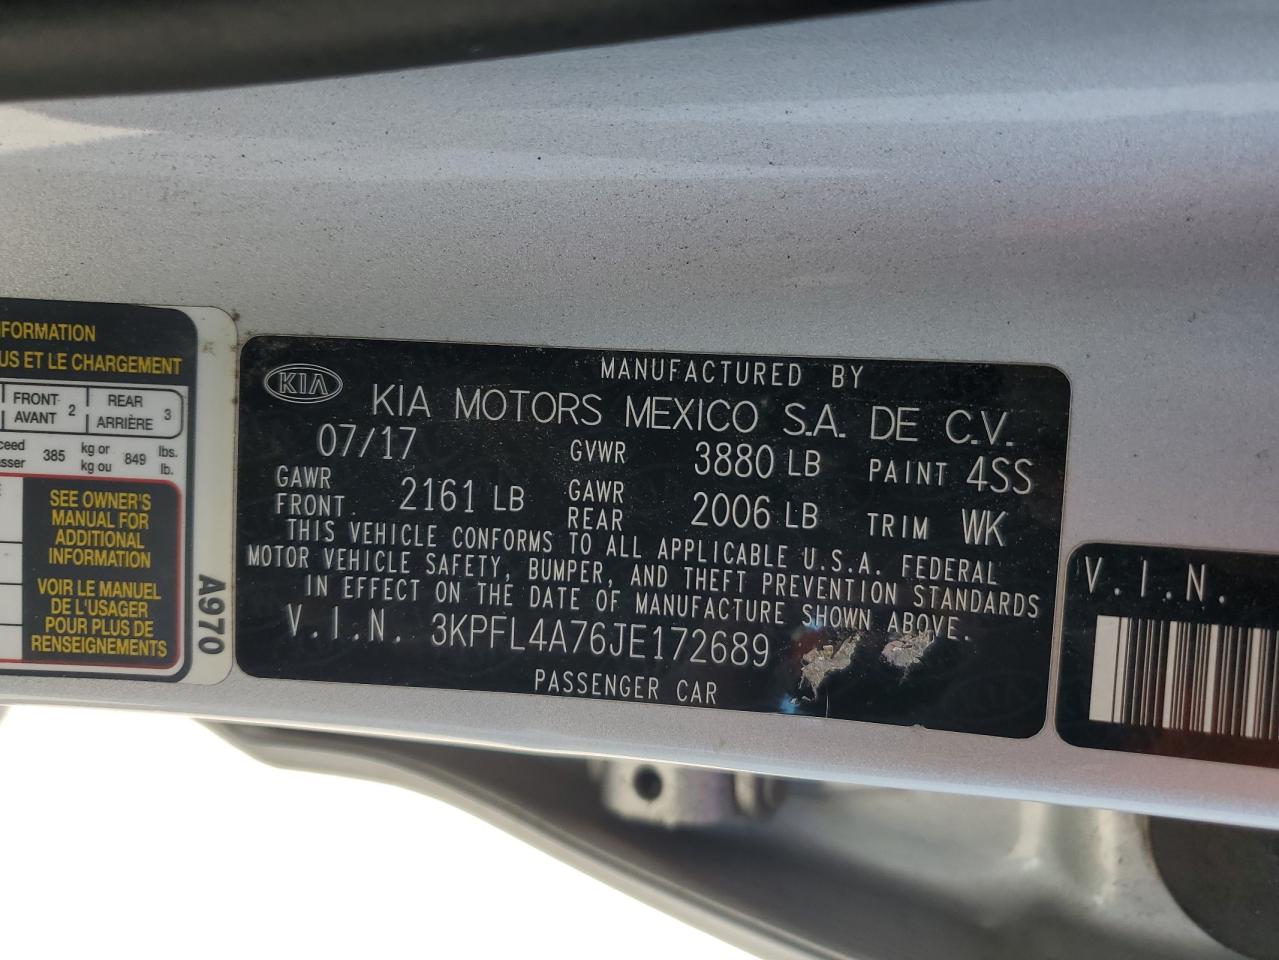 FORMATION
US ET LE CHARGEMENT
FRONT AVANT 2 REAR ARRIÈRE 3
385 kg or kg ou 849 lbs. lb.
SEE OWNER'S
MANUAL FOR
ADDITIONAL
INFORMATION
VOIR LE MANUEL
DE L'USAGER
POUR PLUS DE
RENSEIGNEMENTS
A970
KIA
MANUFACTURED BY
KIA MOTORS MEXICO S.A. DE C.V.
07/17 GVWR 3880 LB PAINT 4SS
GAWR FRONT 2161 LB GAWR REAR 2006 LB TRIM WK
THIS VEHICLE CONFORMS TO ALL APPLICABLE U.S.A. FEDERAL
MOTOR VEHICLE SAFETY, BUMPER, AND THEFT PREVENTION STANDARDS
IN EFFECT ON THE DATE OF MANUFACTURE SHOWN ABOVE.
V.I.N. 3KPFL4A76JE172689
PASSENGER CAR
V.I.N.